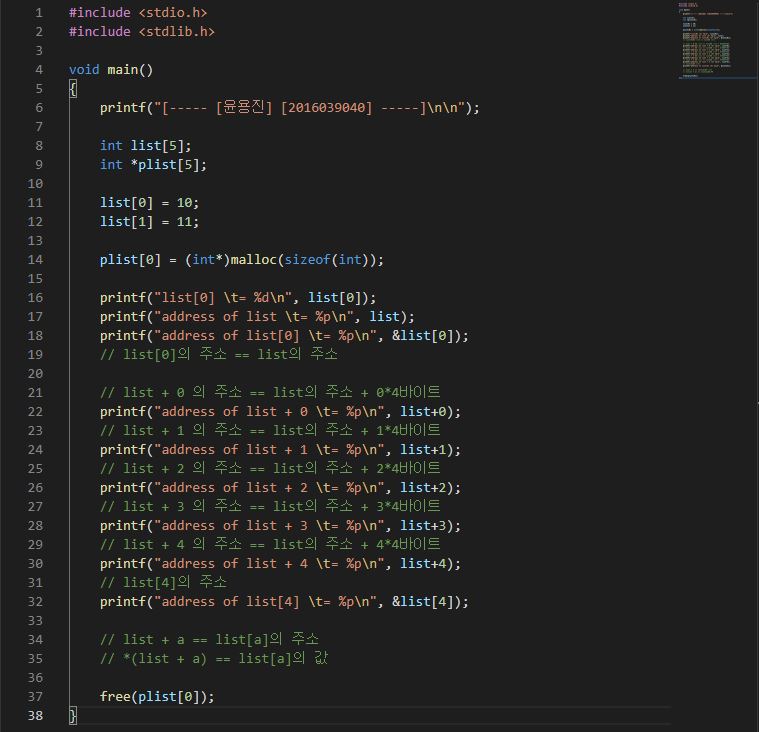 1 #include <stdio.h>
2 #include <stdlib.h>
3
4 void main()
5 {
6 printf("[----- [윤용진] [2016039040] -----]\n\n");
7
8 int list[5];
9 int *plist[5];
10
11 list[0] = 10;
12 list[1] = 11;
13
14 plist[0] = (int*)malloc(sizeof(int));
15
16 printf("list[0] \t= %d\n", list[0]);
17 printf("address of list \t= %p\n", list);
18 printf("address of list[0] \t= %p\n", &list[0]);
19 // list[0]의 주소 == list의 주소
20
21 // list + 0 의 주소 == list의 주소 + 0*4바이트
22 printf("address of list + 0 \t= %p\n", list+0);
23 // list + 1 의 주소 == list의 주소 + 1*4바이트
24 printf("address of list + 1 \t= %p\n", list+1);
25 // list + 2 의 주소 == list의 주소 + 2*4바이트
26 printf("address of list + 2 \t= %p\n", list+2);
27 // list + 3 의 주소 == list의 주소 + 3*4바이트
28 printf("address of list + 3 \t= %p\n", list+3);
29 // list + 4 의 주소 == list의 주소 + 4*4바이트
30 printf("address of list + 4 \t= %p\n", list+4);
31 // list[4]의 주소
32 printf("address of list[4] \t= %p\n", &list[4]);
33
34 // list + a == list[a]의 주소
35 // *(list + a) == list[a]의 값
36
37 free(plist[0]);
38 }